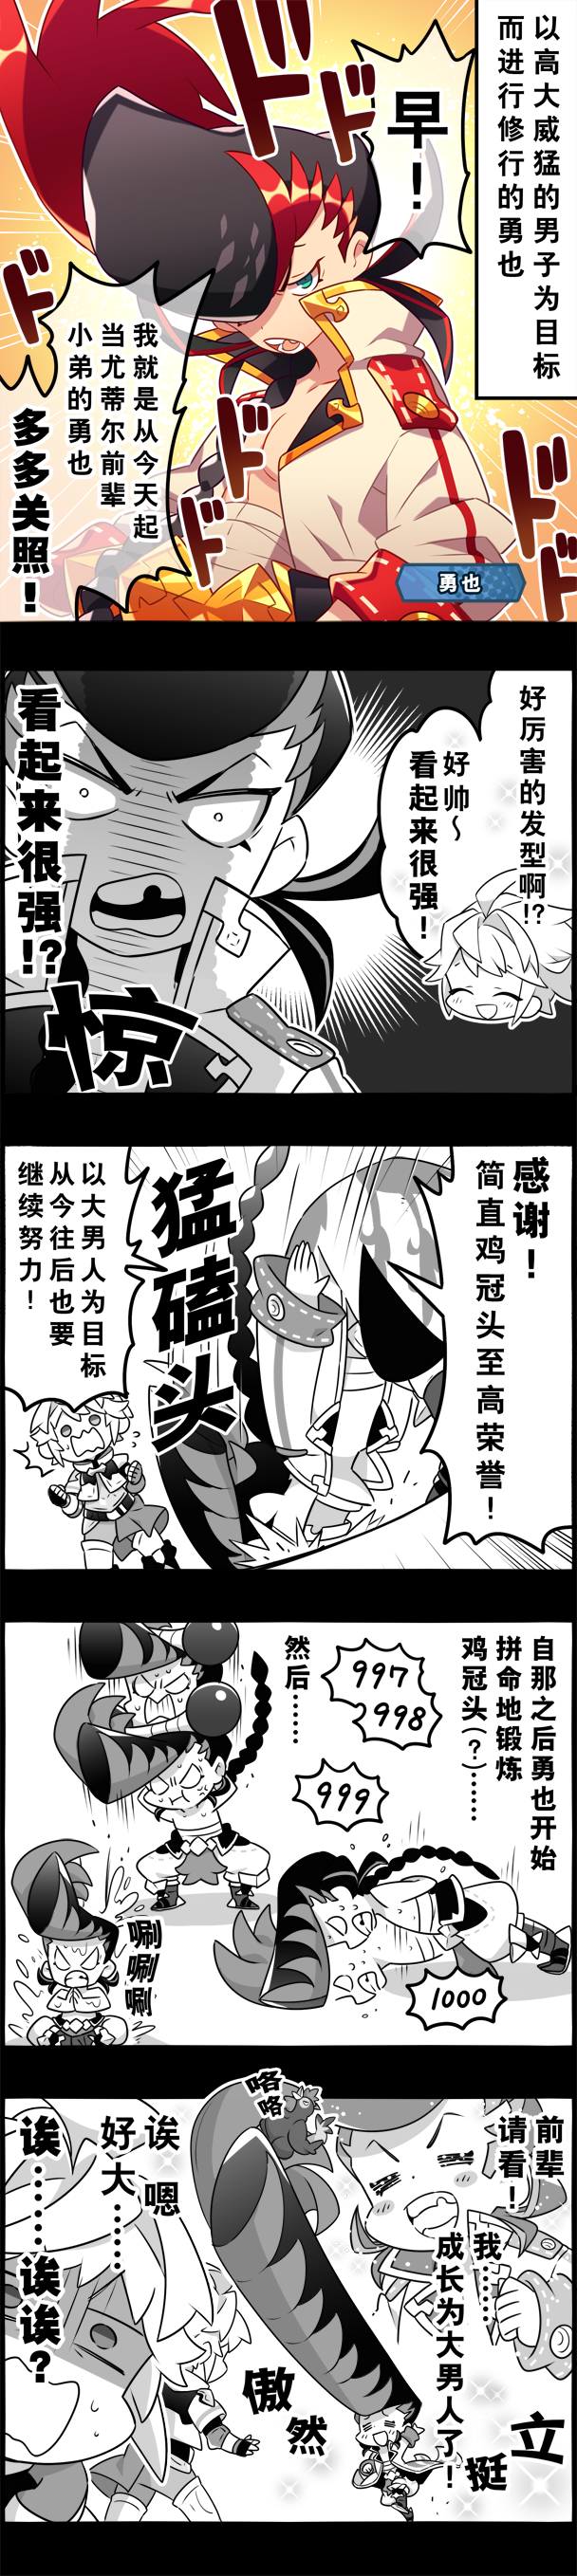 以高大威猛的男子为目标
而进行修行的勇也
早！
ドド
ド
ド
ド
ドド
我就是从今天起
当尤蒂尔前辈
小弟的勇也
多多关照！
勇也
好厉害的发型啊!?
好帅～
看起来很强！
看起来很强!?
惊
感谢！
简直鸡冠头至高荣誉！
猛磕头
以大男人为目标
从今往后也要
继续努力！
自那之后勇也开始
拼命地锻炼
鸡冠头(？)……
997
998
999
1000
然后……
唰唰唰
前辈
请看！
我……
成长为大男人了！
咯咯
立
挺
傲然
诶 嗯
好大……
诶……诶诶？